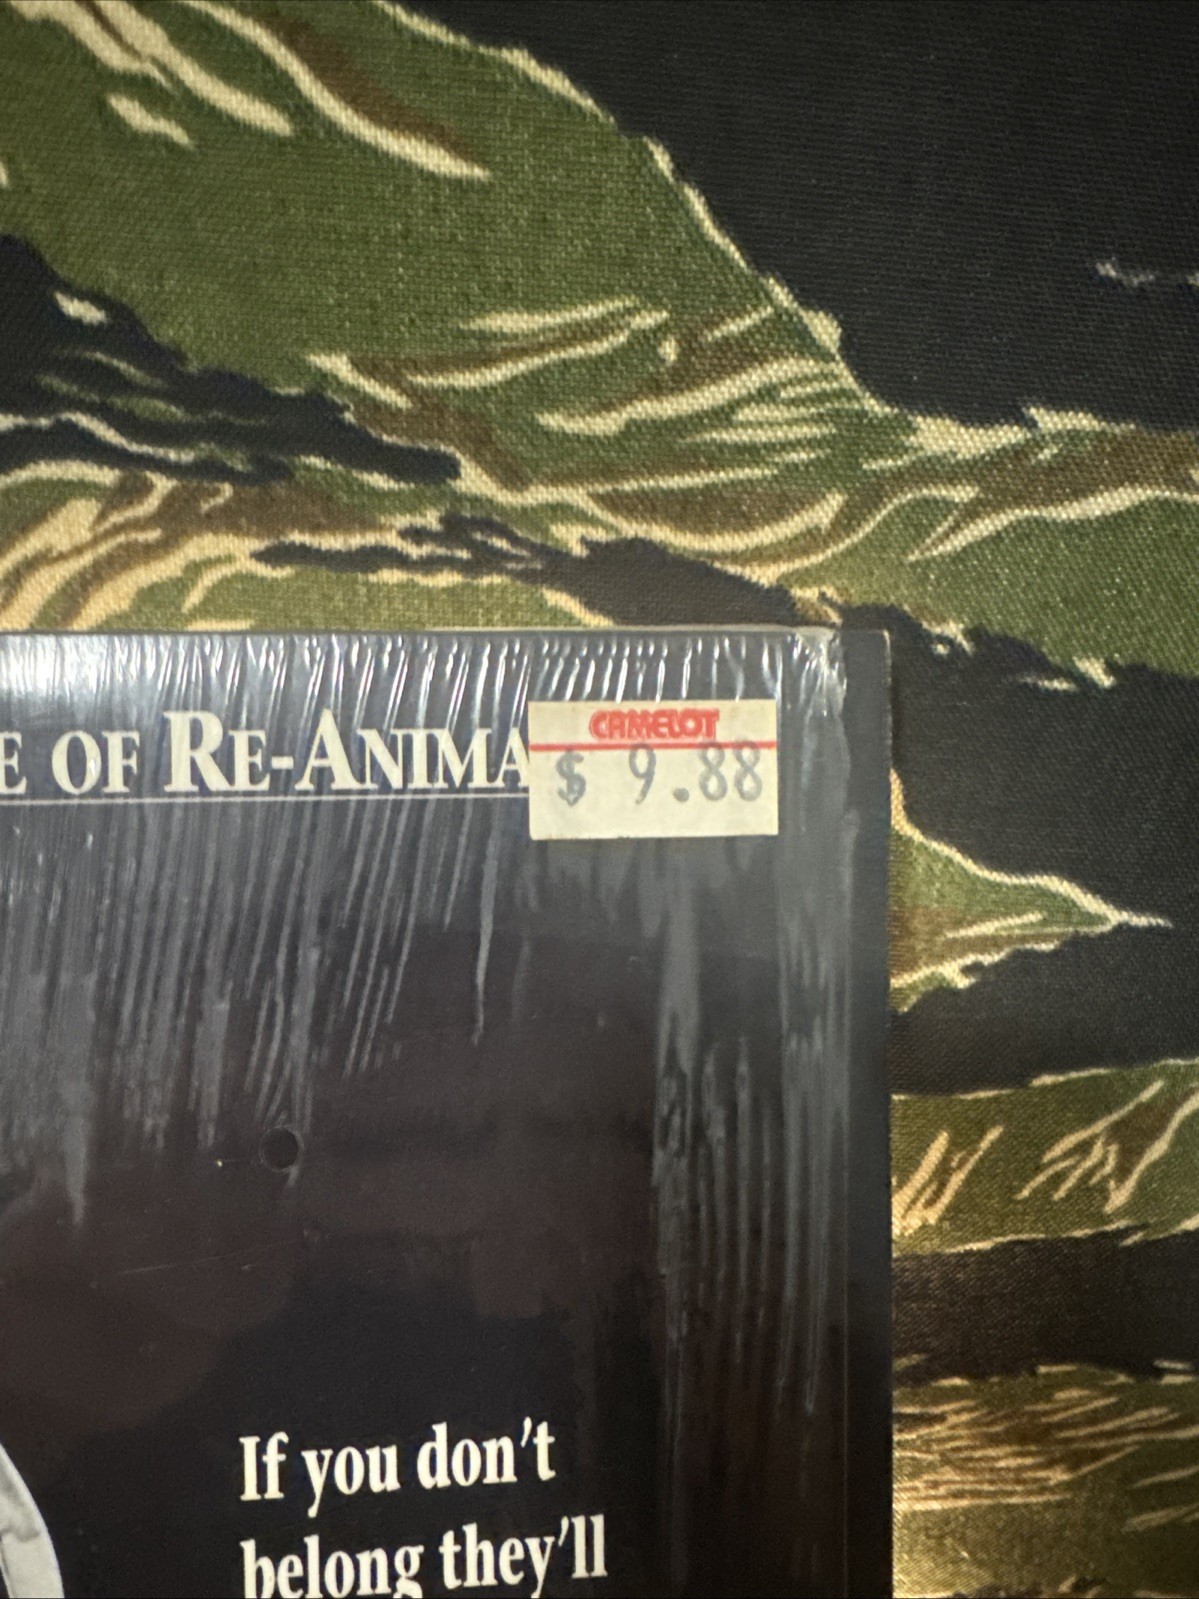 E OF RE-ANIMA
CAMELOT
$ 9.88
If you don't
belong they'll